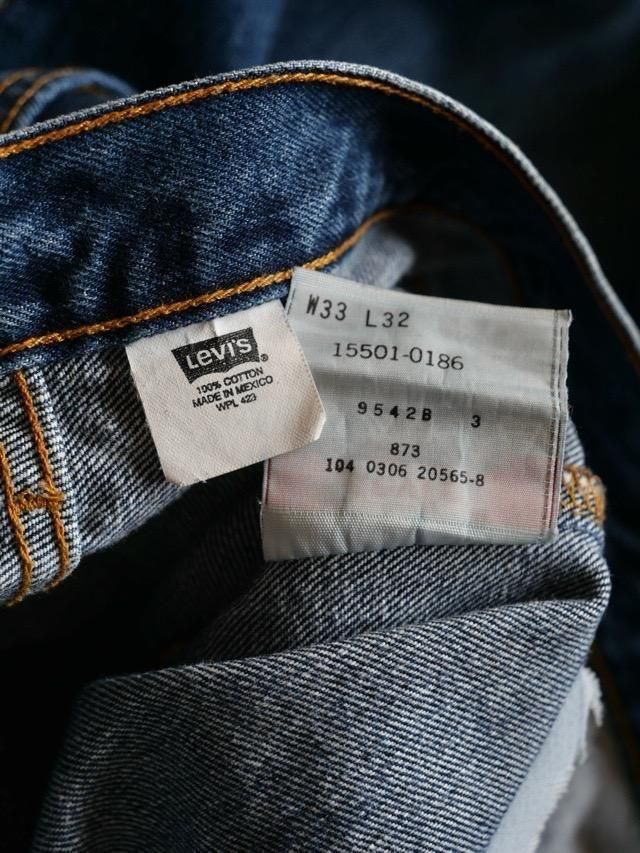 LEVI'S ®
100% COTTON
MADE IN MEXICO
WPL 423
W33 L32
15501-0186
9542B 3
873
104 0306 20565-8